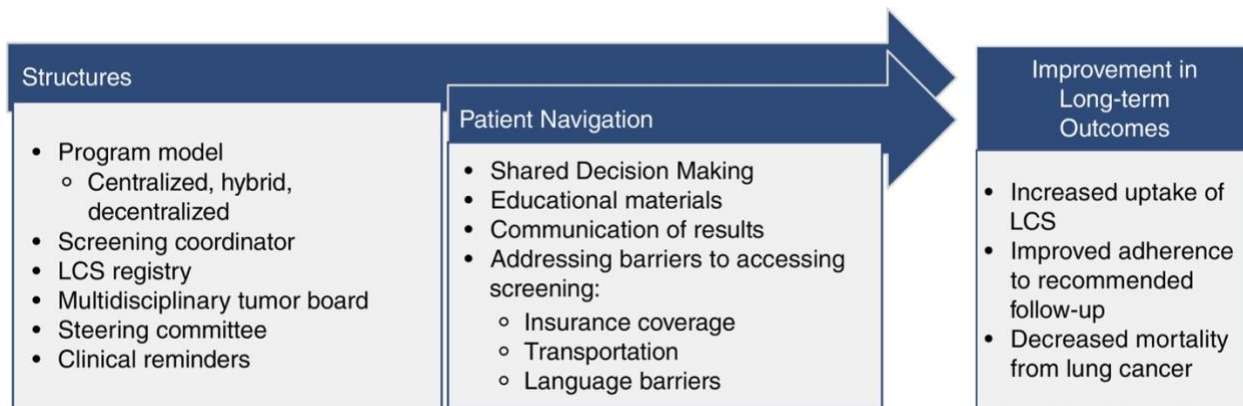 Structures
• Program model
◦ Centralized, hybrid,
decentralized
• Screening coordinator
• LCS registry
• Multidisciplinary tumor board
• Steering committee
• Clinical reminders
Patient Navigation
• Shared Decision Making
• Educational materials
• Communication of results
• Addressing barriers to accessing
screening:
◦ Insurance coverage
◦ Transportation
◦ Language barriers
Improvement in
Long-term
Outcomes
• Increased uptake of
LCS
• Improved adherence
to recommended
follow-up
• Decreased mortality
from lung cancer